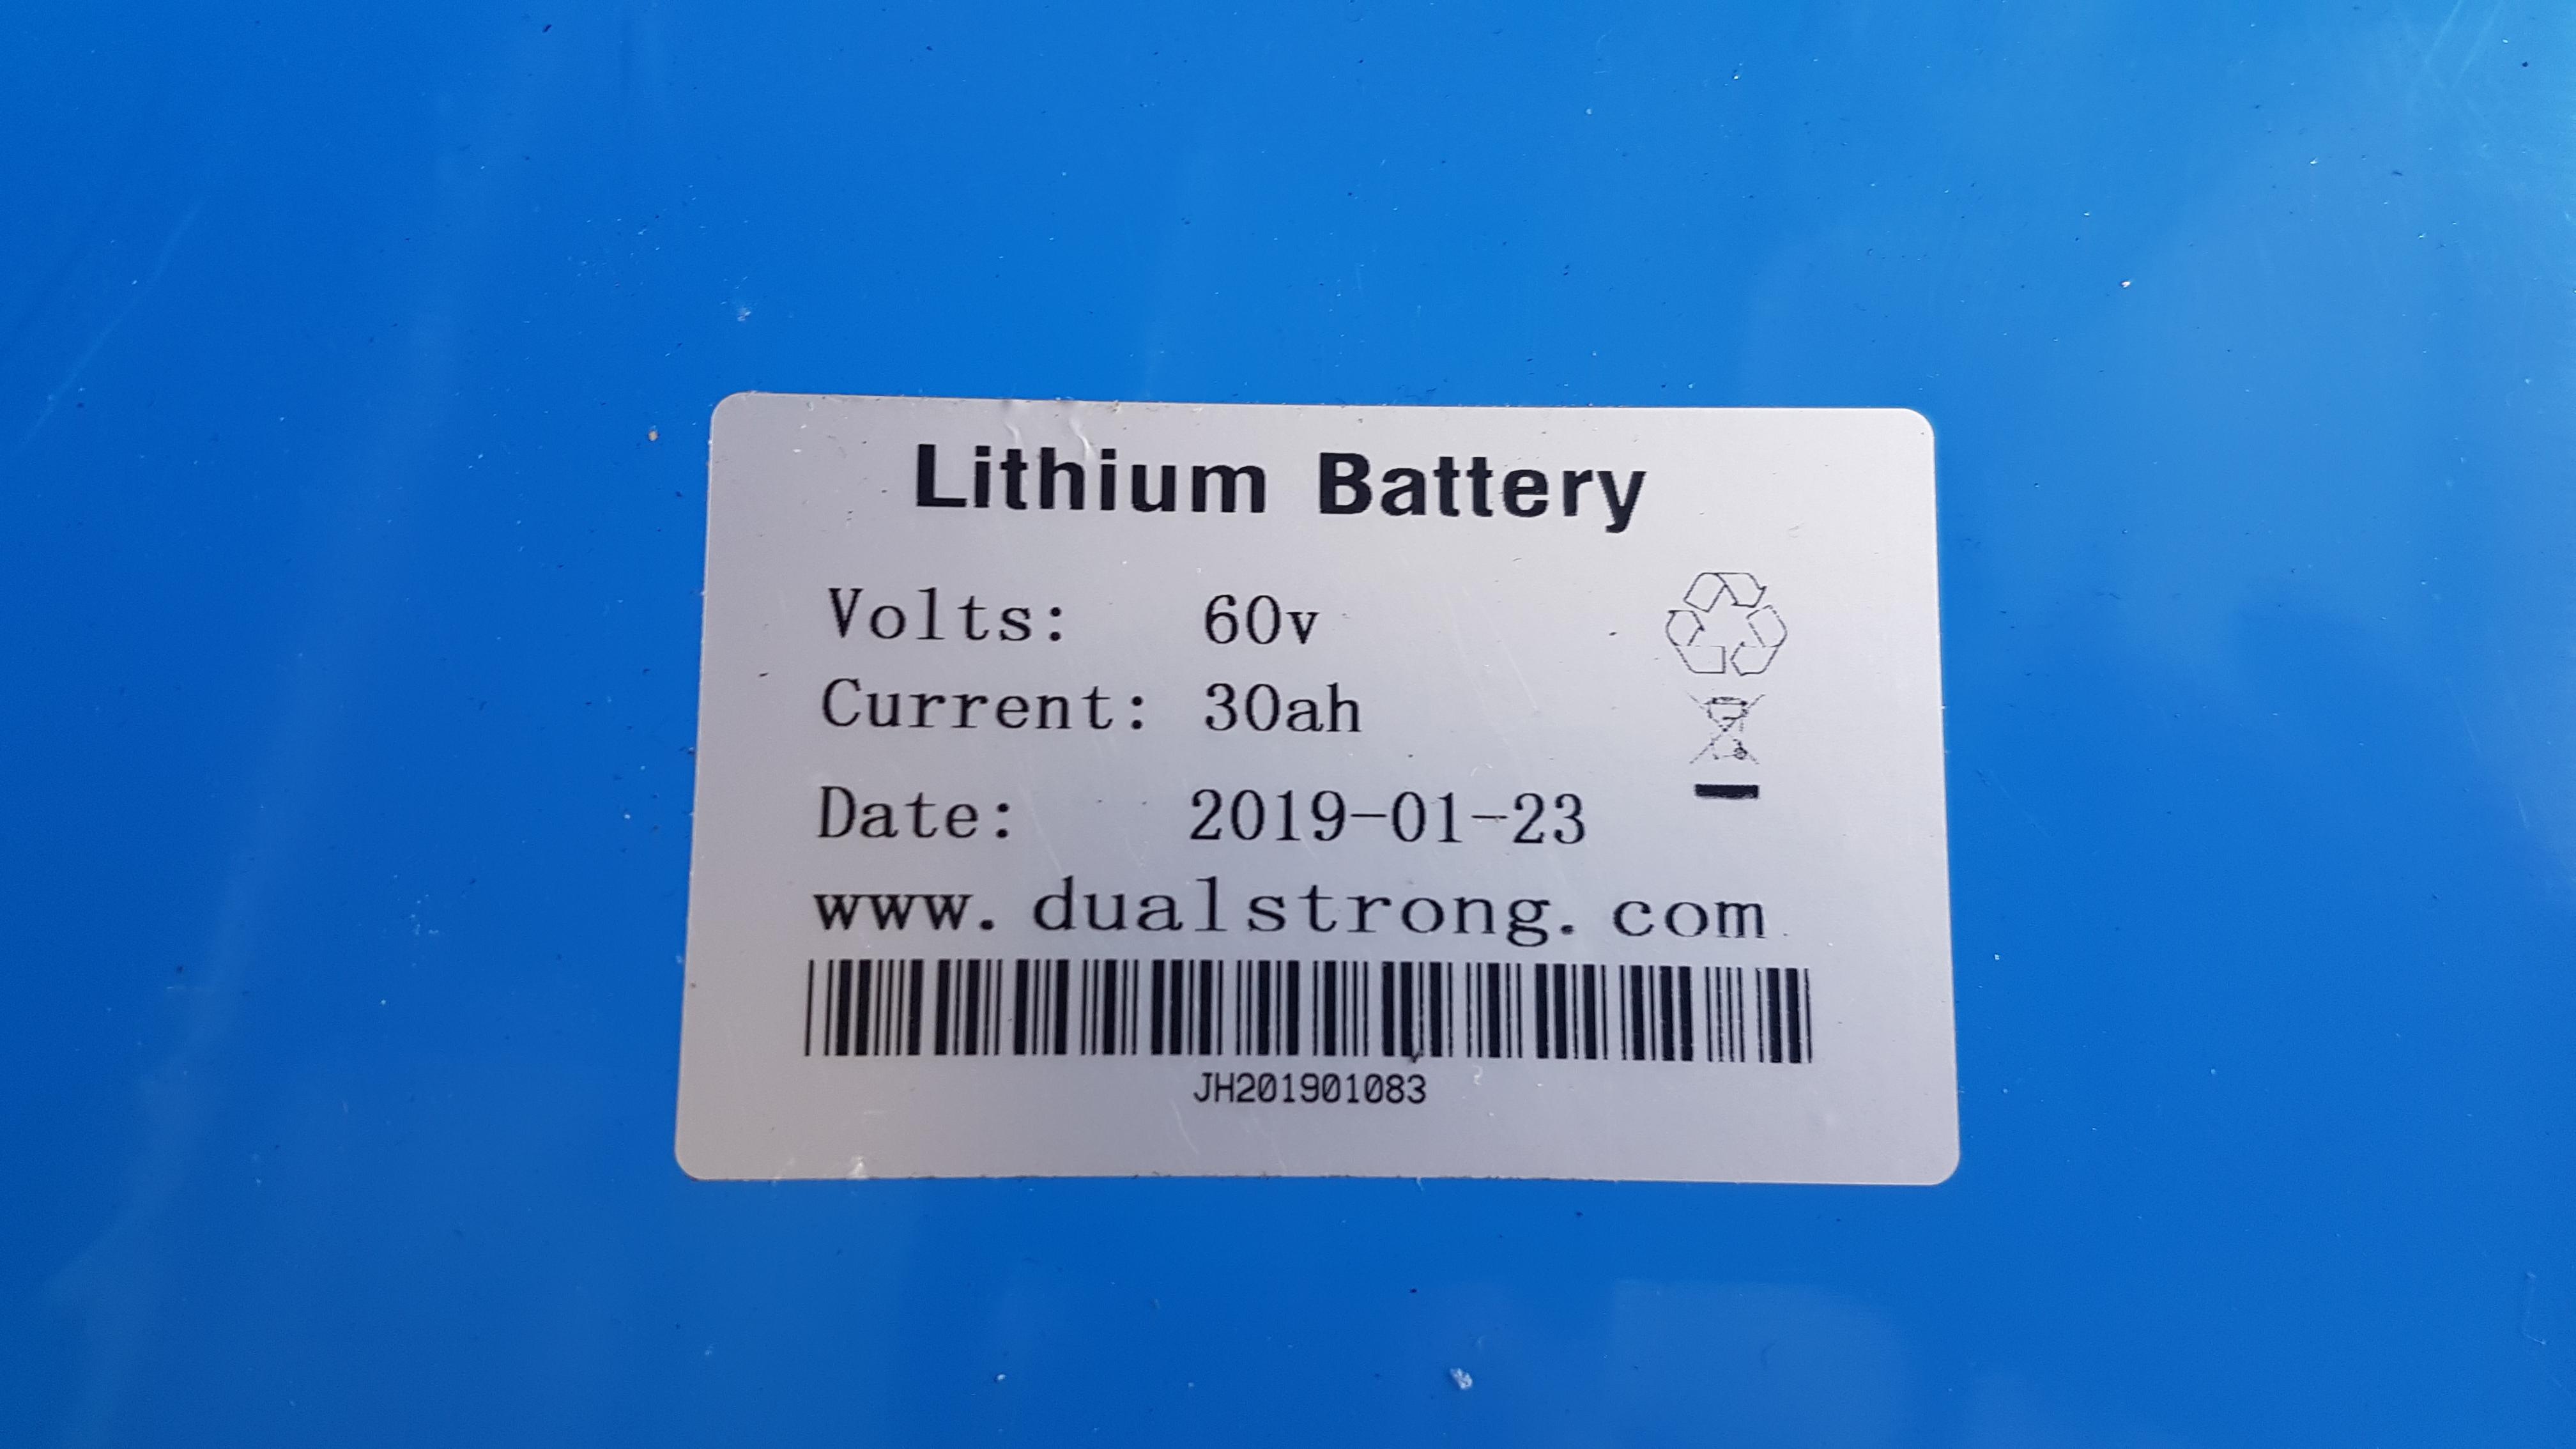 Lithium Battery
Volts: 60v
Current: 30ah
Date: 2019-01-23
www.dualstrong.com
JH201901083